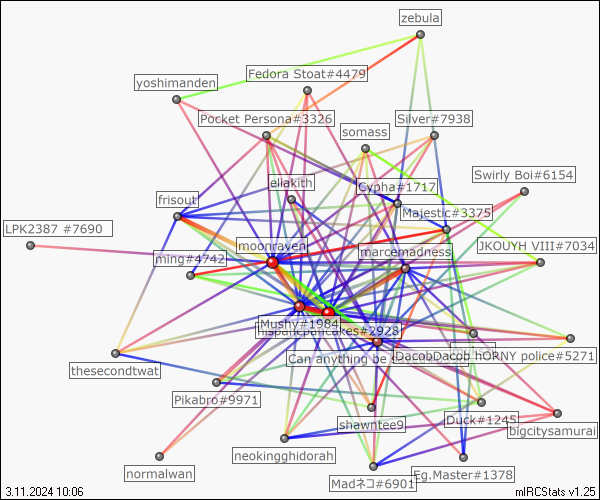 zebula
Fedora Stoat#4479
yoshimanden
Pocket Persona#3326
Silver#7938
somass
Swirly Boi#6154
eliakith
Cypha#1717
frisout
Majestic#3375
LPK2387 #7690
moonraven
marcemadness
JKOUYH VIII#7034
ming#4742
Mushy#1984
hispanicpancakes#2928
Can anything be
DacobDacob
HORNY police#5271
thesecondtwat
Pikabro#9971
shawntee9
Duck#1245
bigcitysamurai
neokingghidorah
normalwan
Madネコ#6901
Eg.Master#1378
3.11.2024 10:06
mIRCStats v1.25